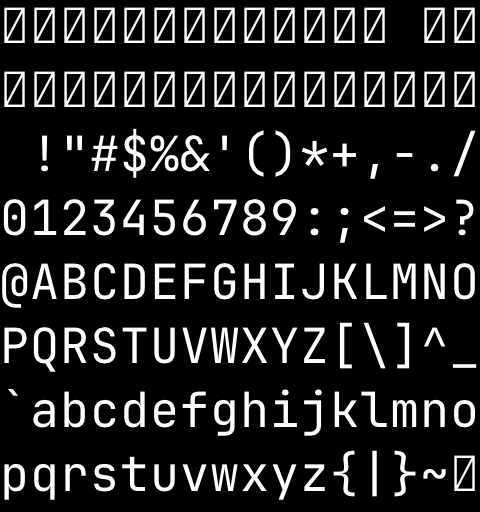 !"#$%&'()*+,-./
0123456789:;<=>?
@ABCDEFGHIJKLMNO
PQRSTUVWXYZ[\]^_
`abcdefghijklmno
pqrstuvwxyz{|}~